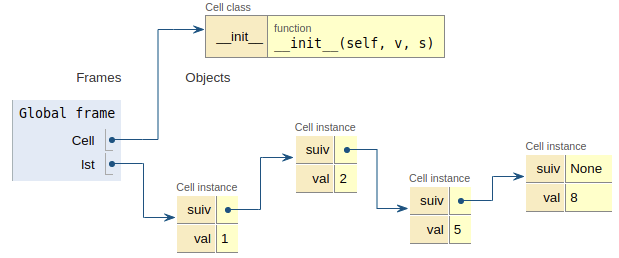 Cell class
__init__
function
__init__(self, v, s)
Frames
Objects
Global frame
Cell
lst
Cell instance
suiv
val 1
Cell instance
suiv
val 2
Cell instance
suiv
val 5
Cell instance
suiv None
val 8